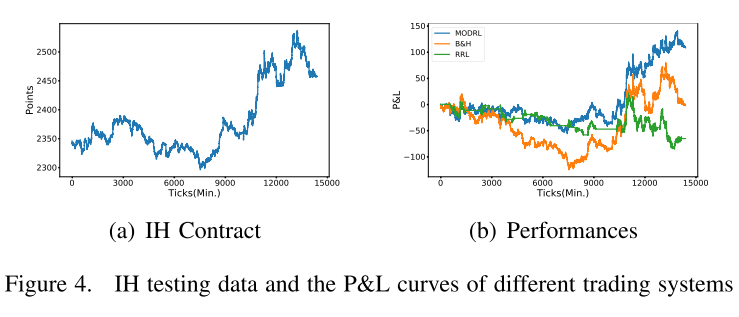 2500
2450
2400
2350
2300
Points
0 3000 6000 9000 12000 15000
Ticks(Min.)
(a) IH Contract
150
100
50
0
−50
−100
P&L
MODRL
B&H
RRL
0 3000 6000 9000 12000 15000
Ticks(Min.)
(b) Performances
Figure 4. IH testing data and the P&L curves of different trading systems